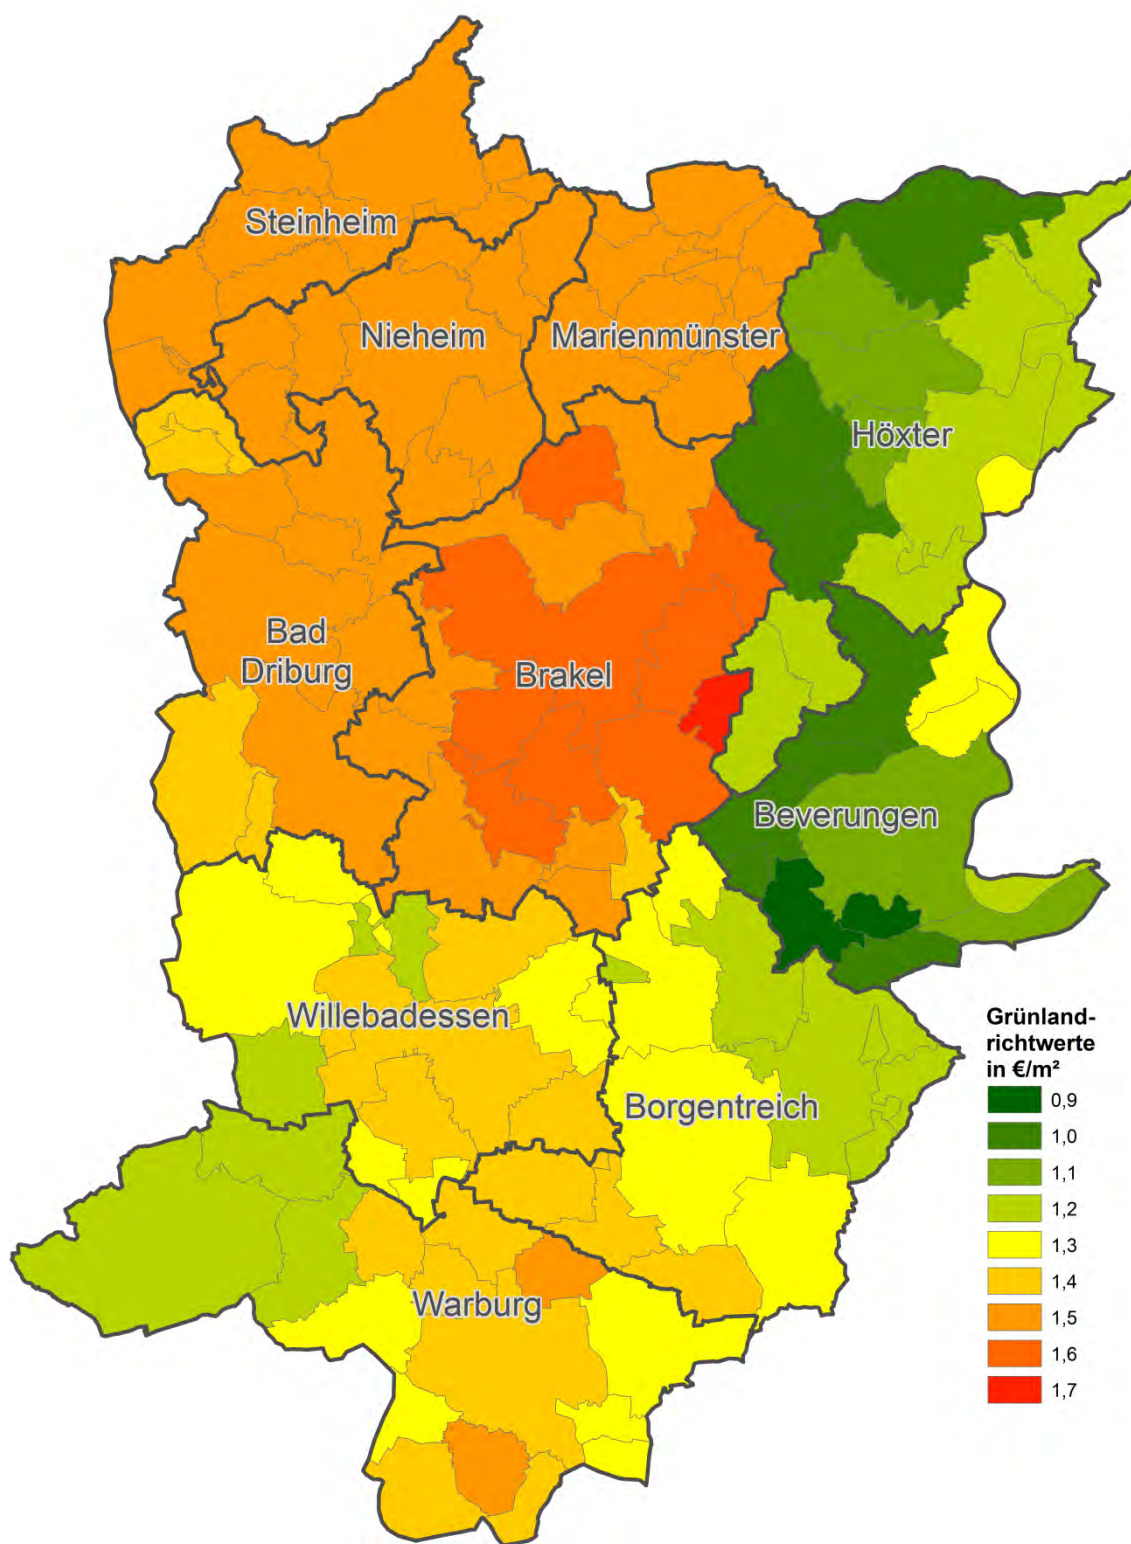 Steinheim
Nieheim
Marienmünster
Höxter
Bad
Driburg
Brakel
Beverungen
Willebadessen
Borgentreich
Warburg
Grünland-
richtwerte
in €/m²
0,9
1,0
1,1
1,2
1,3
1,4
1,5
1,6
1,7